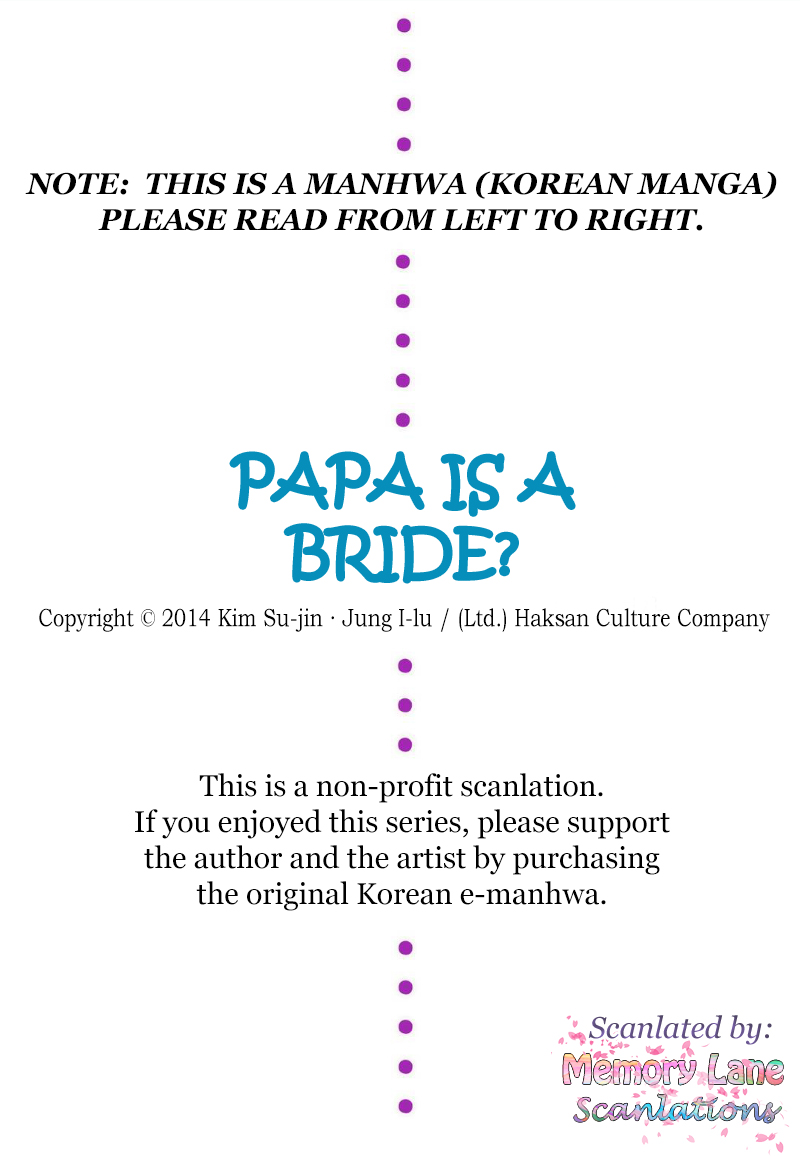 NOTE: THIS IS A MANHWA (KOREAN MANGA)
PLEASE READ FROM LEFT TO RIGHT.
PAPA IS A
BRIDE?
Copyright © 2014 Kim Su-jin · Jung I-lu / (Ltd.) Haksan Culture Company
This is a non-profit scanlation.
If you enjoyed this series, please support
the author and the artist by purchasing
the original Korean e-manhwa.
Scanlated by:
Memory Lane
Scanlations